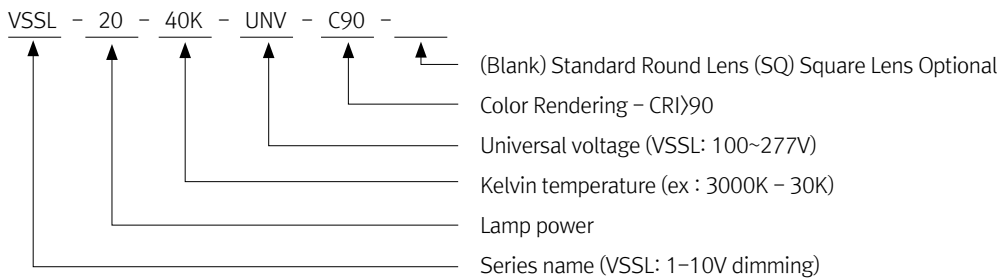 VSSL - 20 - 40K - UNV - C90 -
(Blank) Standard Round Lens (SQ) Square Lens Optional
Color Rendering - CRI〉90
Universal voltage (VSSL: 100~277V)
Kelvin temperature (ex : 3000K - 30K)
Lamp power
Series name (VSSL: 1-10V dimming)